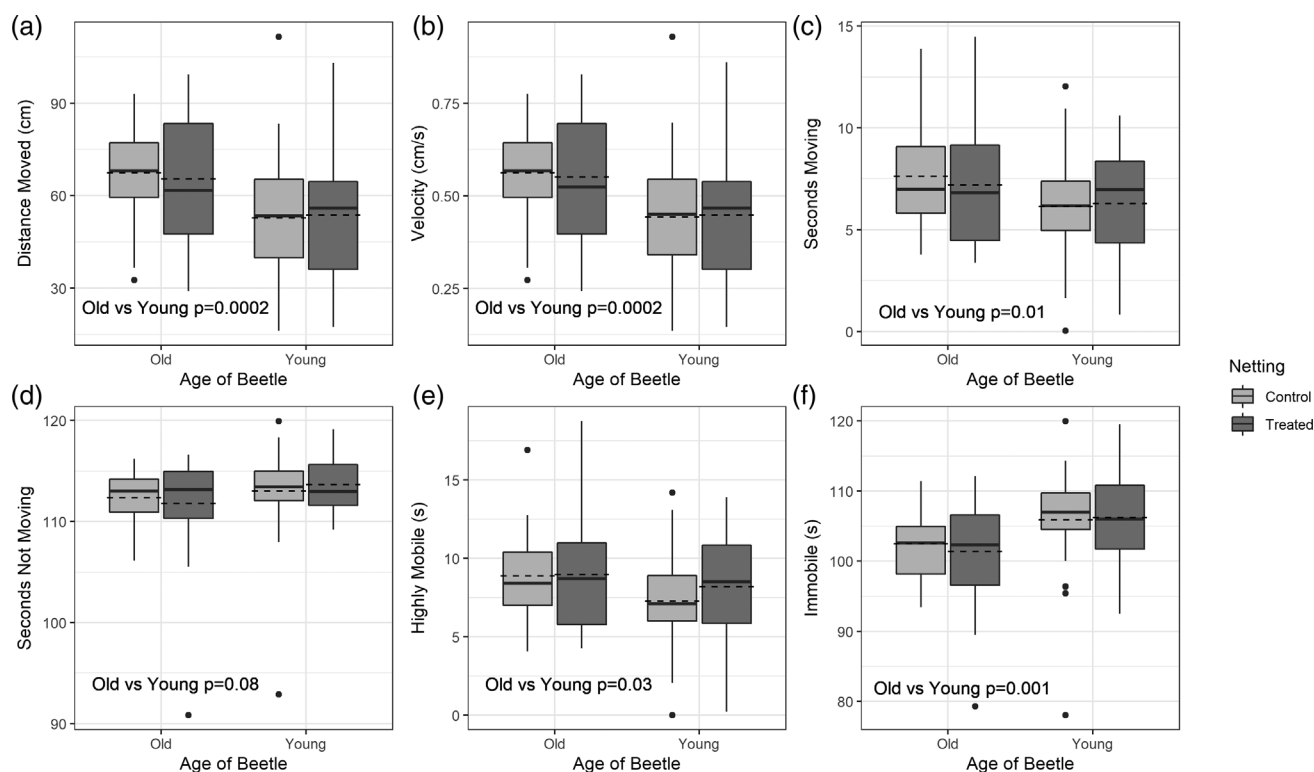 (a)
Distance Moved (cm)
90
60
30
Old vs Young p=0.0002
Old
Young
Age of Beetle
(b)
Velocity (cm/s)
0.75
0.50
0.25
Old vs Young p=0.0002
Old
Young
Age of Beetle
(c)
Seconds Moving
15
10
5
0
Old vs Young p=0.01
Old
Young
Age of Beetle
(d)
Seconds Not Moving
120
110
100
90
Old vs Young p=0.08
Old
Young
Age of Beetle
(e)
Highly Mobile (s)
15
10
5
0
Old vs Young p=0.03
Old
Young
Age of Beetle
(f)
Immobile (s)
120
110
100
90
80
Old vs Young p=0.001
Old
Young
Age of Beetle
Netting
Control
Treated